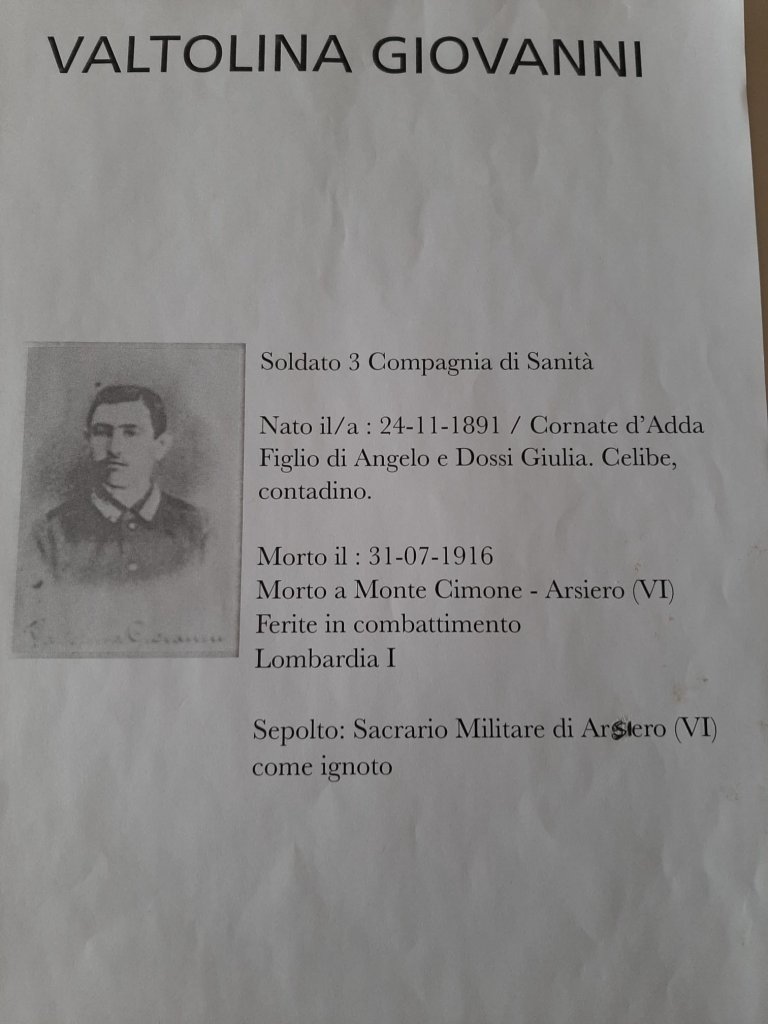 VALTOLINA GIOVANNI
Soldato 3 Compagnia di Sanità
Nato il/a : 24-11-1891 / Cornate d'Adda
Figlio di Angelo e Dossi Giulia. Celibe,
contadino.
Morto il : 31-07-1916
Morto a Monte Cimone - Arsiero (VI)
Ferite in combattimento
Lombardia I
Sepolto: Sacrario Militare di Arsiero (VI)
come ignoto